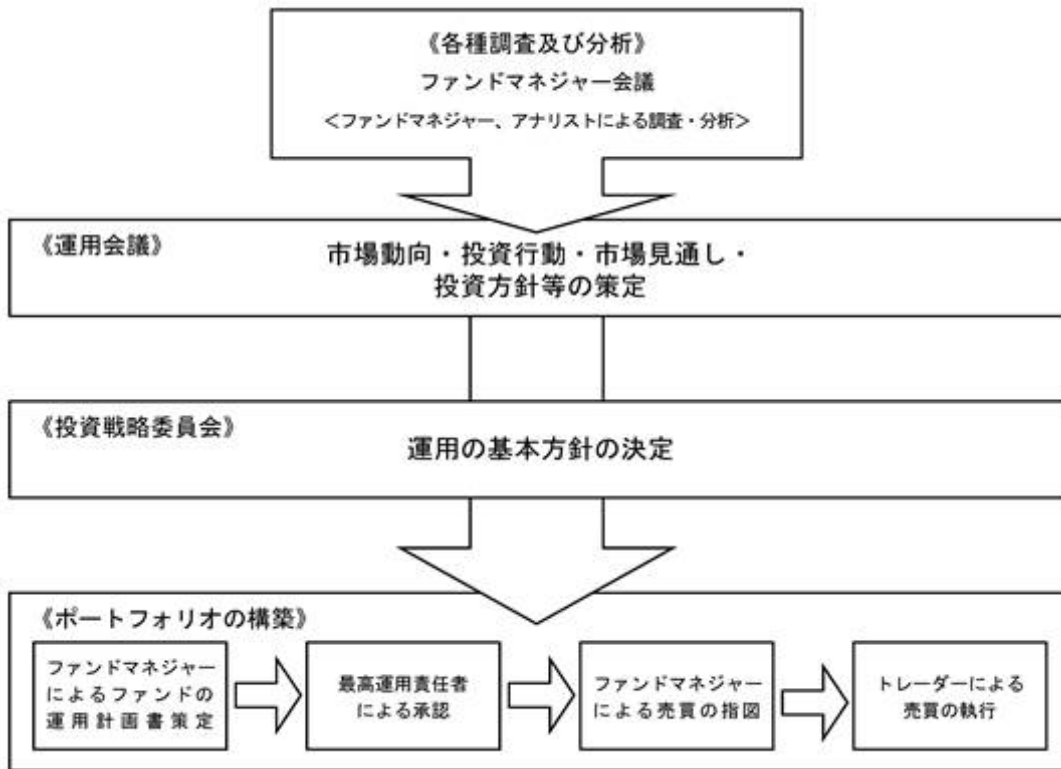 《各種調査及び分析》
ファンドマネジャー会議
＜ファンドマネジャー、アナリストによる調査・分析＞
《運用会議》
市場動向・投資行動・市場見通し・
投資方針等の策定
《投資戦略委員会》
運用の基本方針の決定
《ポートフォリオの構築》
ファンドマネジャー
によるファンドの
運用計画書策定
最高運用責任者
による承認
ファンドマネジャー
による売買の指図
トレーダーによる
売買の執行